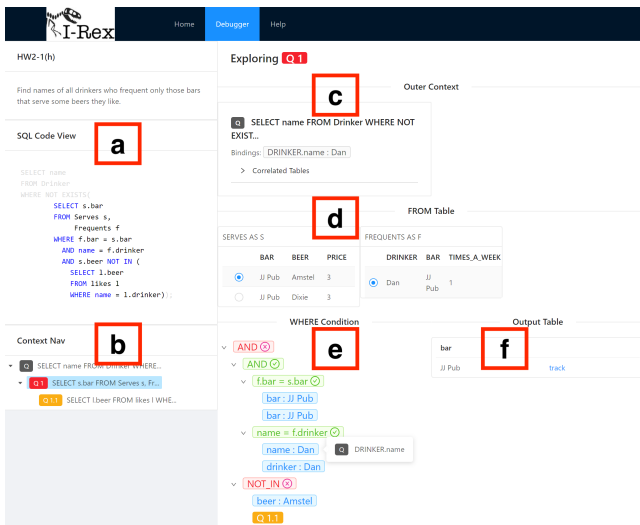 I-Rex
Home
Debugger
Help
HW2-1(h)
Find names of all drinkers who frequent only those bars
that serve some beers they like.
SQL Code View
a
SELECT name
FROM Drinker
WHERE NOT EXISTS(
SELECT s.bar
FROM Serves s,
Frequents f
WHERE f.bar = s.bar
AND name = f.drinker
AND s.beer NOT IN (
SELECT l.beer
FROM likes l
WHERE name = l.drinker));
Context Nav
b
Q SELECT name FROM Drinker WHERE...
Q 1 SELECT s.bar FROM Serves s, Fr...
Q 1.1 SELECT l.beer FROM likes l WHE...
Exploring Q 1
Outer Context
c
Q SELECT name FROM Drinker WHERE NOT
EXIST...
Bindings: DRINKER.name : Dan
> Correlated Tables
FROM Table
d
SERVES AS S
BAR BEER PRICE
JJ Pub Amstel 3
JJ Pub Dixie 3
FREQUENTS AS F
DRINKER BAR TIMES_A_WEEK
Dan JJ Pub 1
WHERE Condition
e
AND
AND
f.bar = s.bar
bar : JJ Pub
bar : JJ Pub
name = f.drinker
name : Dan
Q DRINKER.name
drinker : Dan
NOT_IN
beer : Amstel
Q 1.1
Output Table
f
bar
JJ Pub track